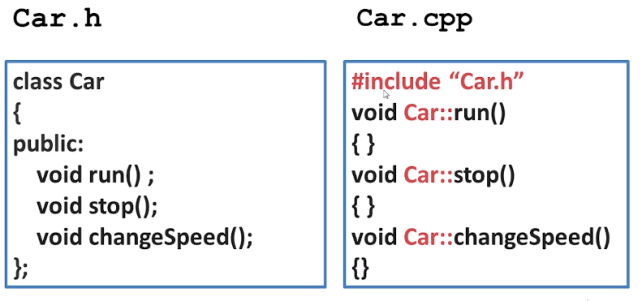 Car.h
class Car
{
public:
void run() ;
void stop();
void changeSpeed();
};
Car.cpp
#include “Car.h”
void Car::run()
{ }
void Car::stop()
{ }
void Car::changeSpeed()
{}